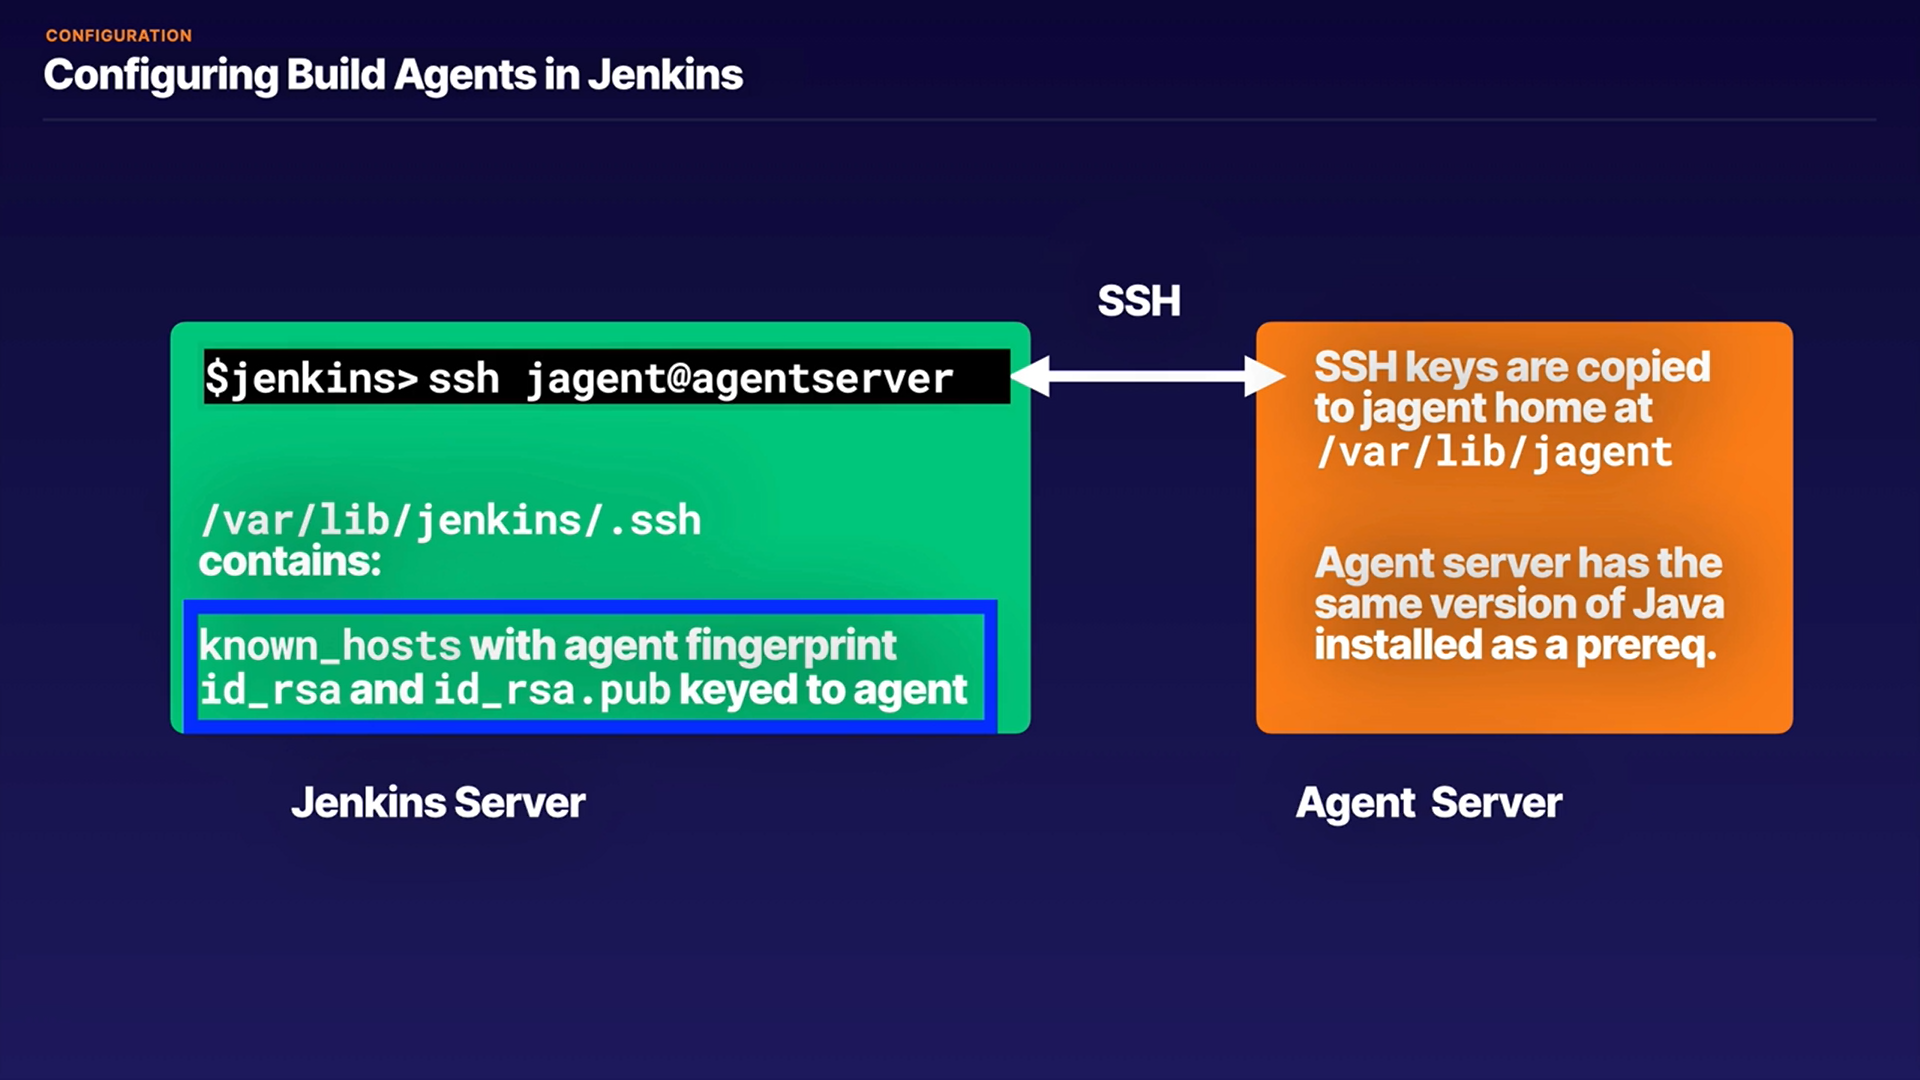 CONFIGURATION
Configuring Build Agents in Jenkins
SSH
$jenkins> ssh jagent@agentserver
/var/lib/jenkins/.ssh
contains:
known_hosts with agent fingerprint
id_rsa and id_rsa.pub keyed to agent
SSH keys are copied
to jagent home at
/var/lib/jagent
Agent server has the
same version of Java
installed as a prereq.
Jenkins Server
Agent Server